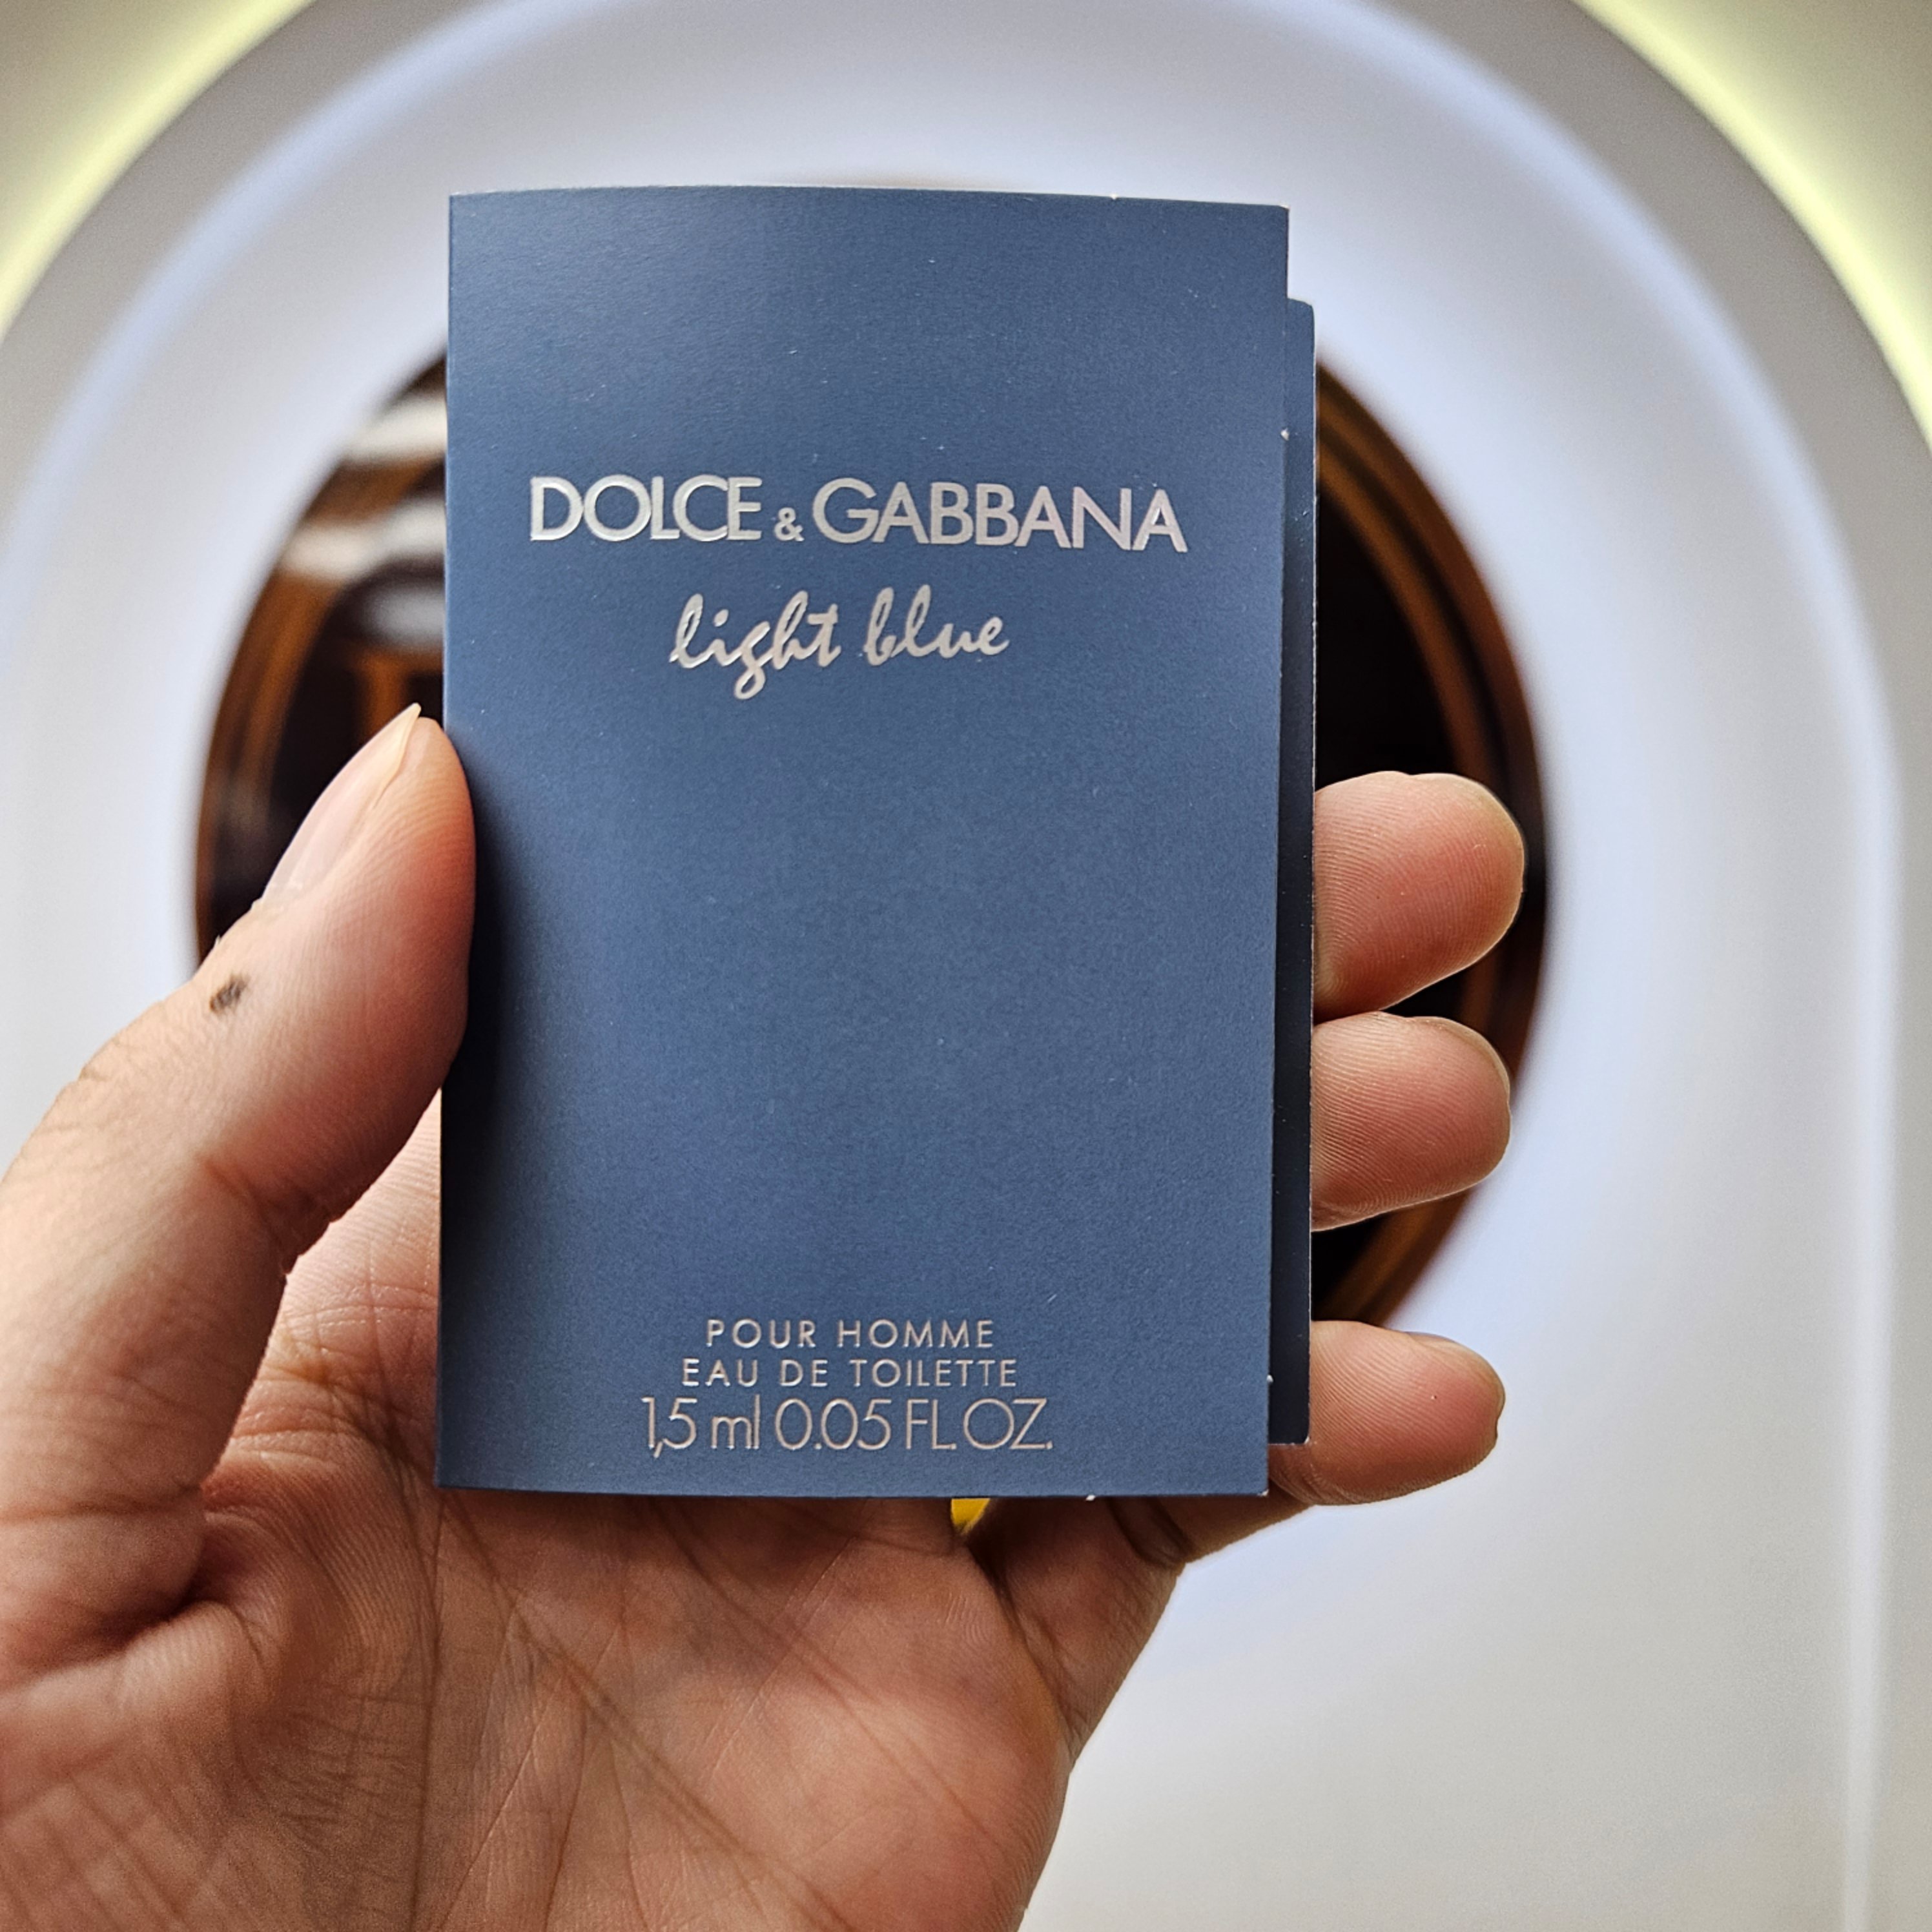 DOLCE & GABBANA
light blue
POUR HOMME
EAU DE TOILETTE
1,5 ml 0.05 FL. OZ.